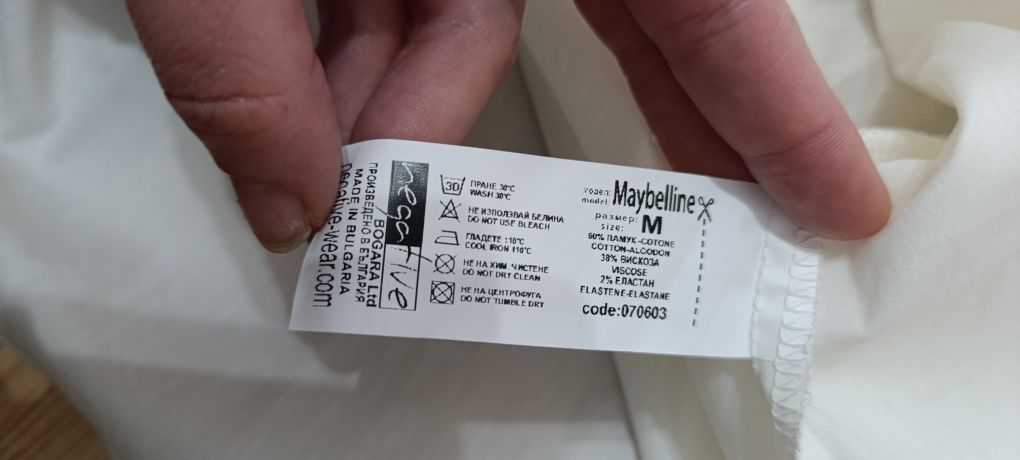 negative-wear.com
MADE IN BULGARIA
ПРОИЗВЕДЕНО В БЪЛГАРИЯ
BOGARA Ltd
negative
30
ПРАНЕ 30°C
WASH 30°C
НЕ ИЗПОЛЗВАЙ БЕЛИНА
DO NOT USE BLEACH
ГЛАДЕТЕ 110°C
COOL IRON 110°C
НЕ НА ХИМ. ЧИСТЕНЕ
DO NOT DRY CLEAN
НЕ НА ЦЕНТРОФУГА
DO NOT TUMBLE DRY
модел:
model:
Maybelline
размер:
size:
M
60% ПАМУК-COTONE
COTTON-ALGODON
38% ВИСКОЗА
VISCOSE
2% ЕЛАСТАН
ELASTENE-ELASTANE
code:070603